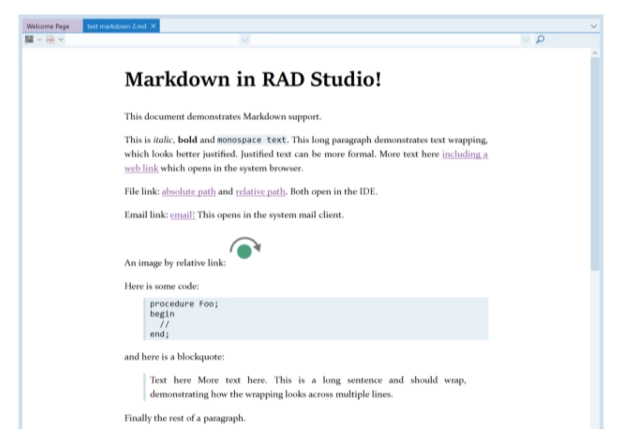 Welcome Page
test markdown 2.md
Markdown in RAD Studio!
This document demonstrates Markdown support.
This is italic, bold and monospace text. This long paragraph demonstrates text wrapping,
which looks better justified. Justified text can be more formal. More text here including a
web link which opens in the system browser.
File link: absolute path and relative path. Both open in the IDE.
Email link: email! This opens in the system mail client.
An image by relative link:
Here is some code:
procedure Foo;
begin
//
end;
and here is a blockquote:
Text here More text here. This is a long sentence and should wrap,
demonstrating how the wrapping looks across multiple lines.
Finally the rest of a paragraph.